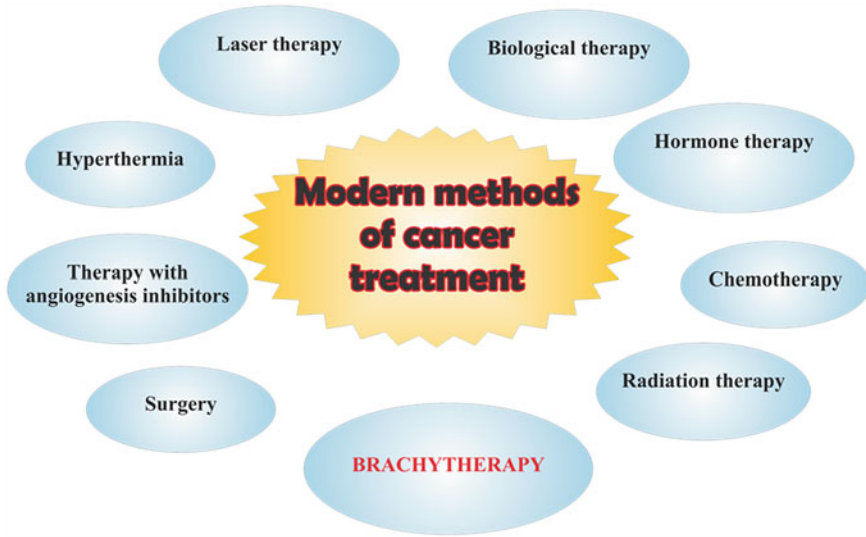 Laser therapy
Biological therapy
Hyperthermia
Hormone therapy
Modern methods
of cancer
treatment
Therapy with
angiogenesis inhibitors
Chemotherapy
Surgery
Radiation therapy
BRACHYTHERAPY